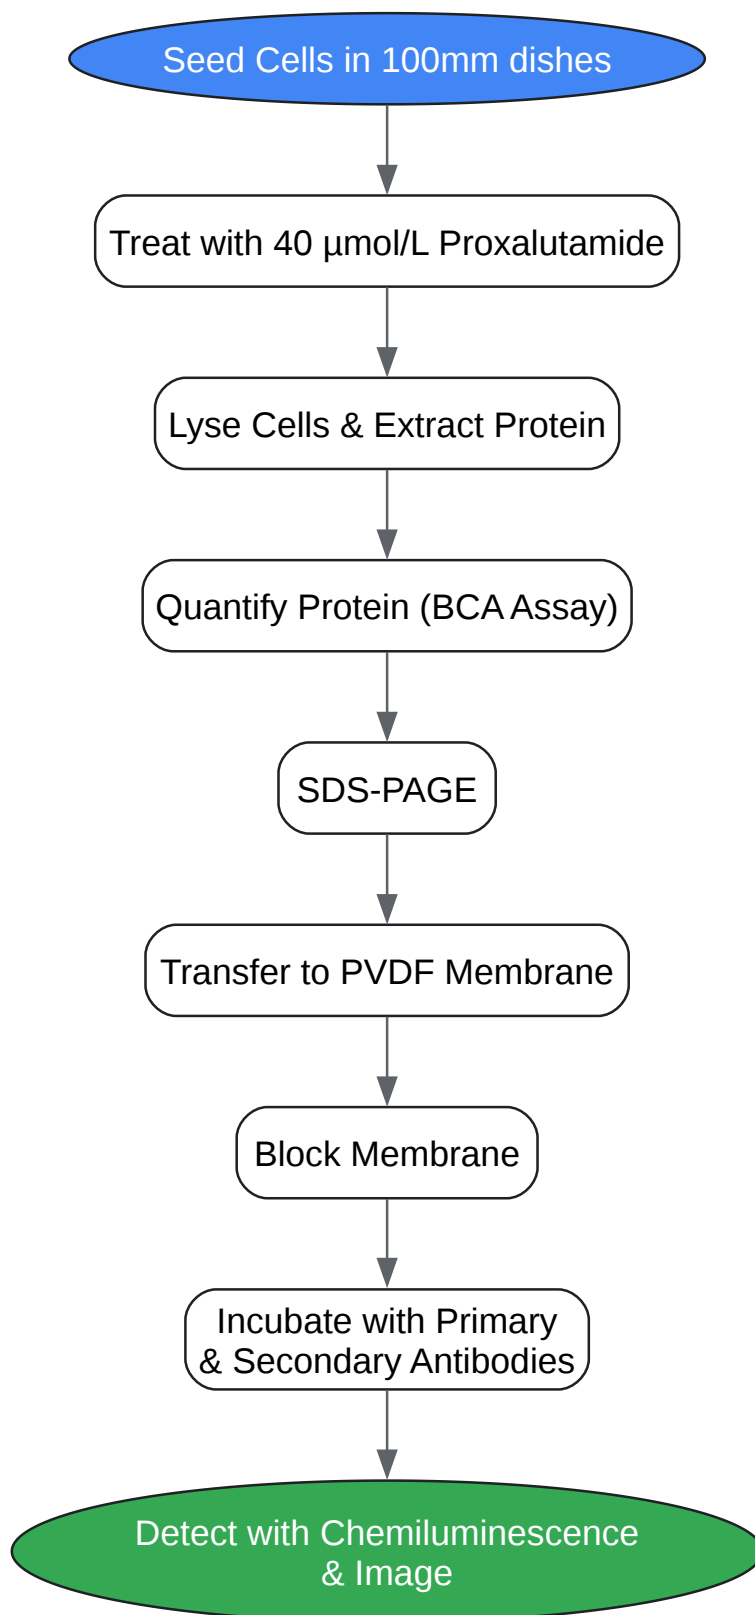 Seed Cells in 100mm dishes
Treat with 40 µmol/L Proxalutamide
Lyse Cells & Extract Protein
Quantify Protein (BCA Assay)
SDS-PAGE
Transfer to PVDF Membrane
Block Membrane
Incubate with Primary
& Secondary Antibodies
Detect with Chemiluminescence
& Image